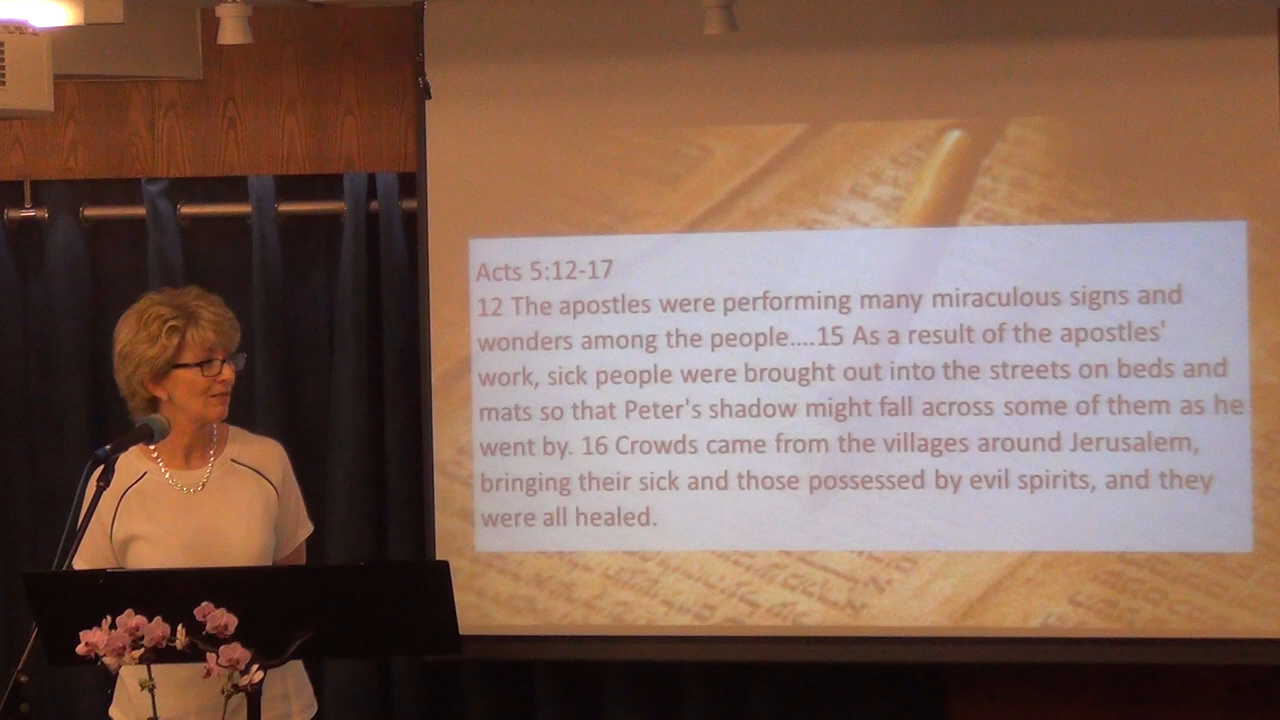 Acts 5:12-17
12 The apostles were performing many miraculous signs and
wonders among the people....15 As a result of the apostles'
work, sick people were brought out into the streets on beds and
mats so that Peter's shadow might fall across some of them as he
went by. 16 Crowds came from the villages around Jerusalem,
bringing their sick and those possessed by evil spirits, and they
were all healed.